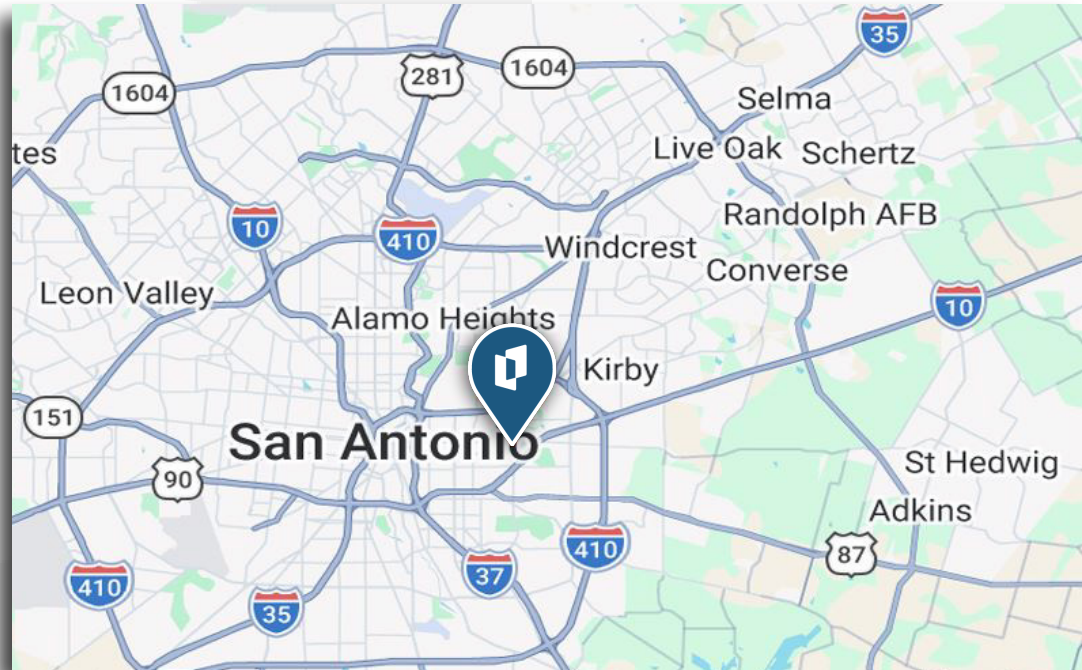 35
281
1604
1604
Selma
tes
Live Oak
Schertz
Randolph AFB
10
410
Windcrest
Converse
Leon Valley
10
Alamo Heights
Kirby
151
San Antonio
90
St Hedwig
Adkins
410
87
37
410
35